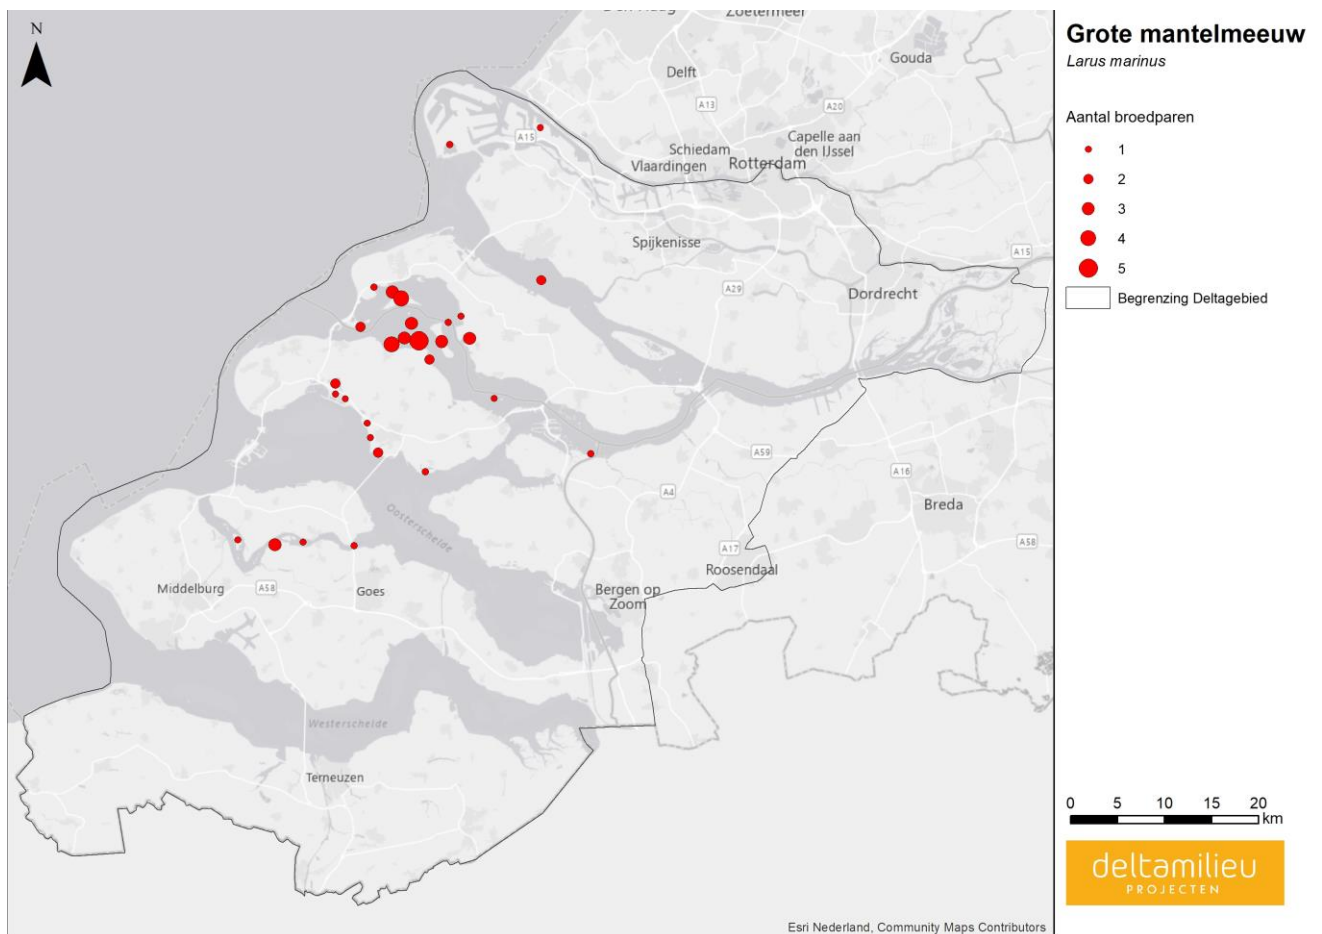 N
Zoetermeer
Gouda
Delft
A13
A20
A15
Capelle aan
den IJssel
Schiedam
Vlaardingen
Rotterdam
Spijkenisse
A15
A29
Dordrecht
A59
A16
A4
Breda
Oosterschelde
A17
A58
Roosendaal
Middelburg
A58
Goes
Bergen op
Zoom
Westerschelde
Terneuzen
Esri Nederland, Community Maps Contributors
Grote mantelmeeuw
Larus marinus
Aantal broedparen
1
2
3
4
5
Begrenzing Deltagebied
0 5 10 15 20
km
deltamilieu
PROJECTEN